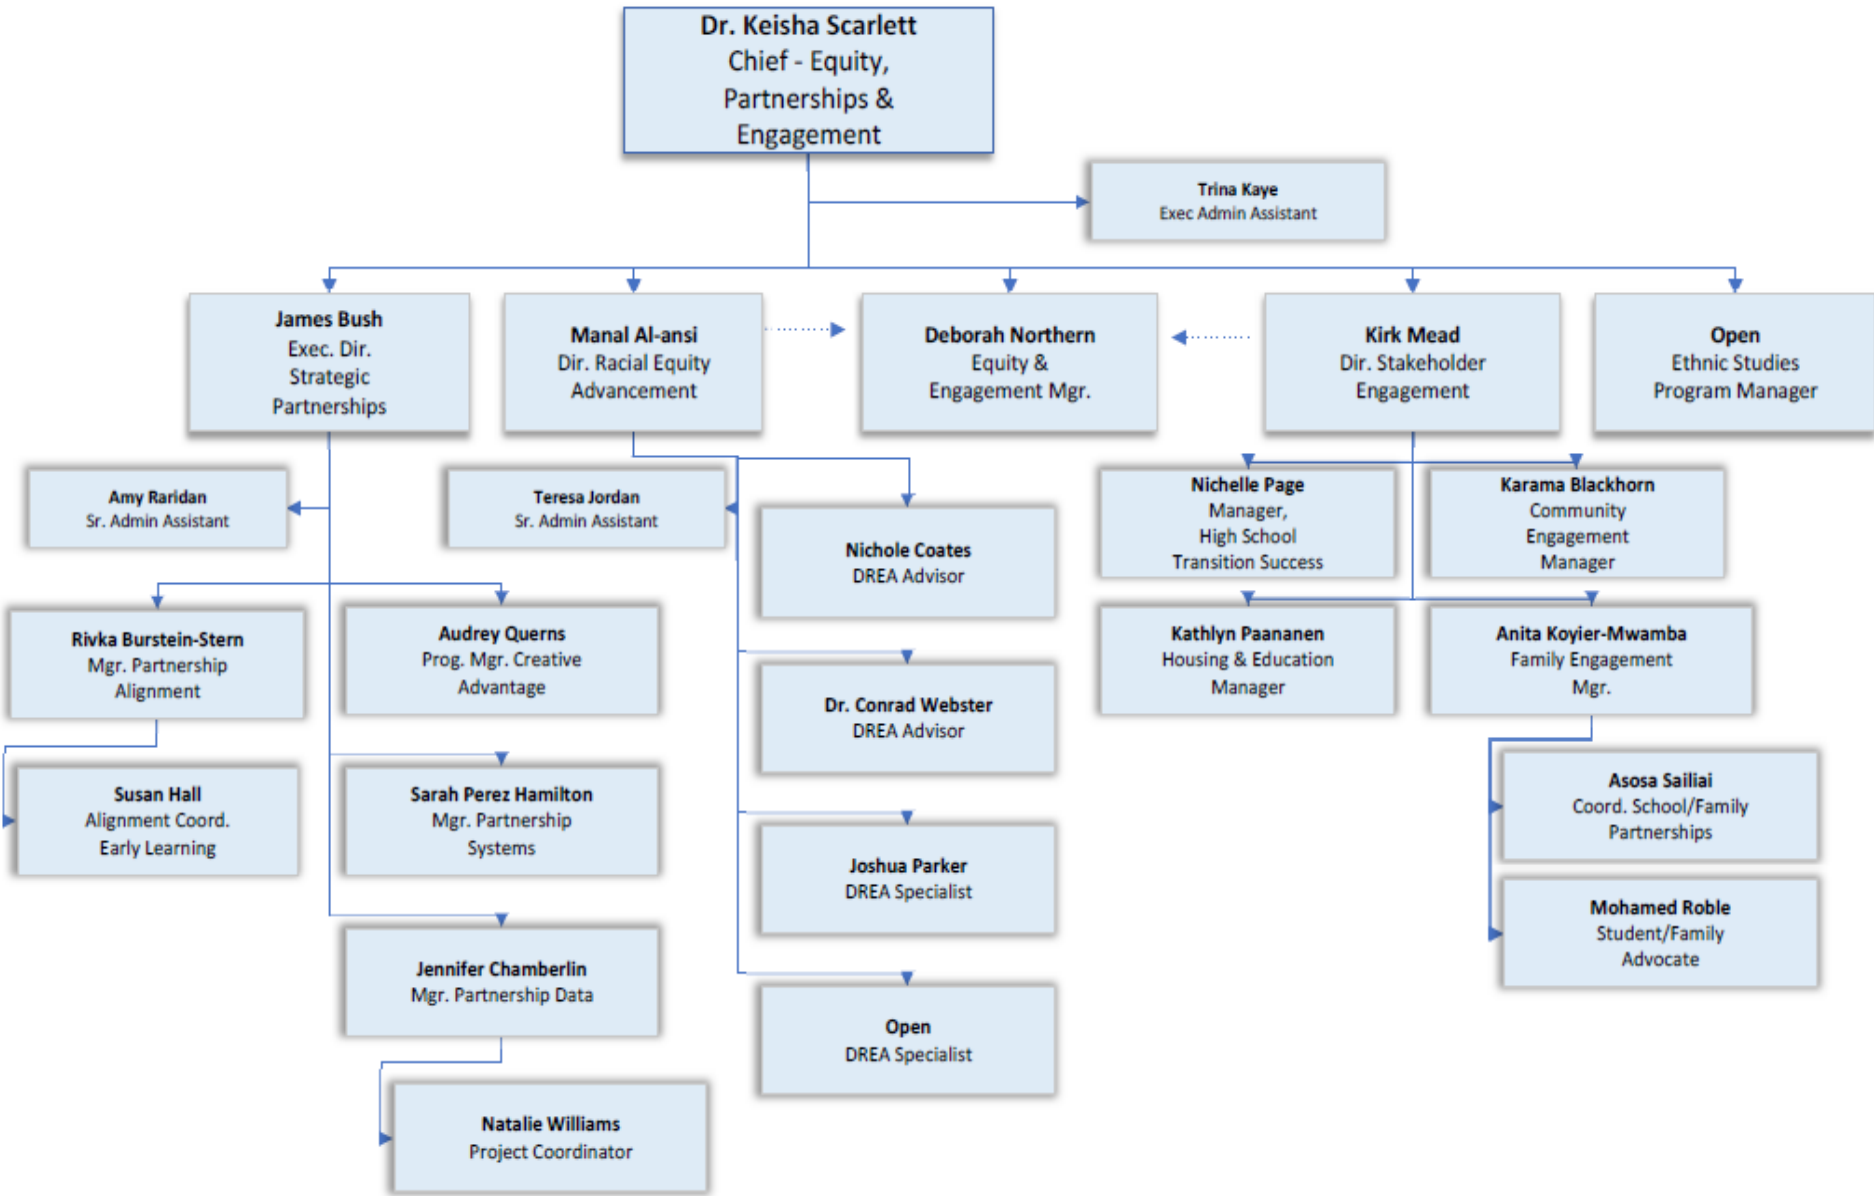 Dr. Keisha Scarlett
Chief - Equity,
Partnerships &
Engagement
Trina Kaye
Exec Admin Assistant
James Bush
Exec. Dir.
Strategic
Partnerships
Manal Al-ansi
Dir. Racial Equity
Advancement
Deborah Northern
Equity &
Engagement Mgr.
Kirk Mead
Dir. Stakeholder
Engagement
Open
Ethnic Studies
Program Manager
Amy Raridan
Sr. Admin Assistant
Teresa Jordan
Sr. Admin Assistant
Nichole Coates
DREA Advisor
Nichelle Page
Manager,
High School
Transition Success
Karama Blackhorn
Community
Engagement
Manager
Rivka Burstein-Stern
Mgr. Partnership
Alignment
Audrey Querns
Prog. Mgr. Creative
Advantage
Dr. Conrad Webster
DREA Advisor
Kathlyn Paananen
Housing & Education
Manager
Anita Koyier-Mwamba
Family Engagement
Mgr.
Susan Hall
Alignment Coord.
Early Learning
Sarah Perez Hamilton
Mgr. Partnership
Systems
Joshua Parker
DREA Specialist
Asosa Sailiai
Coord. School/Family
Partnerships
Mohamed Roble
Student/Family
Advocate
Jennifer Chamberlin
Mgr. Partnership Data
Open
DREA Specialist
Natalie Williams
Project Coordinator